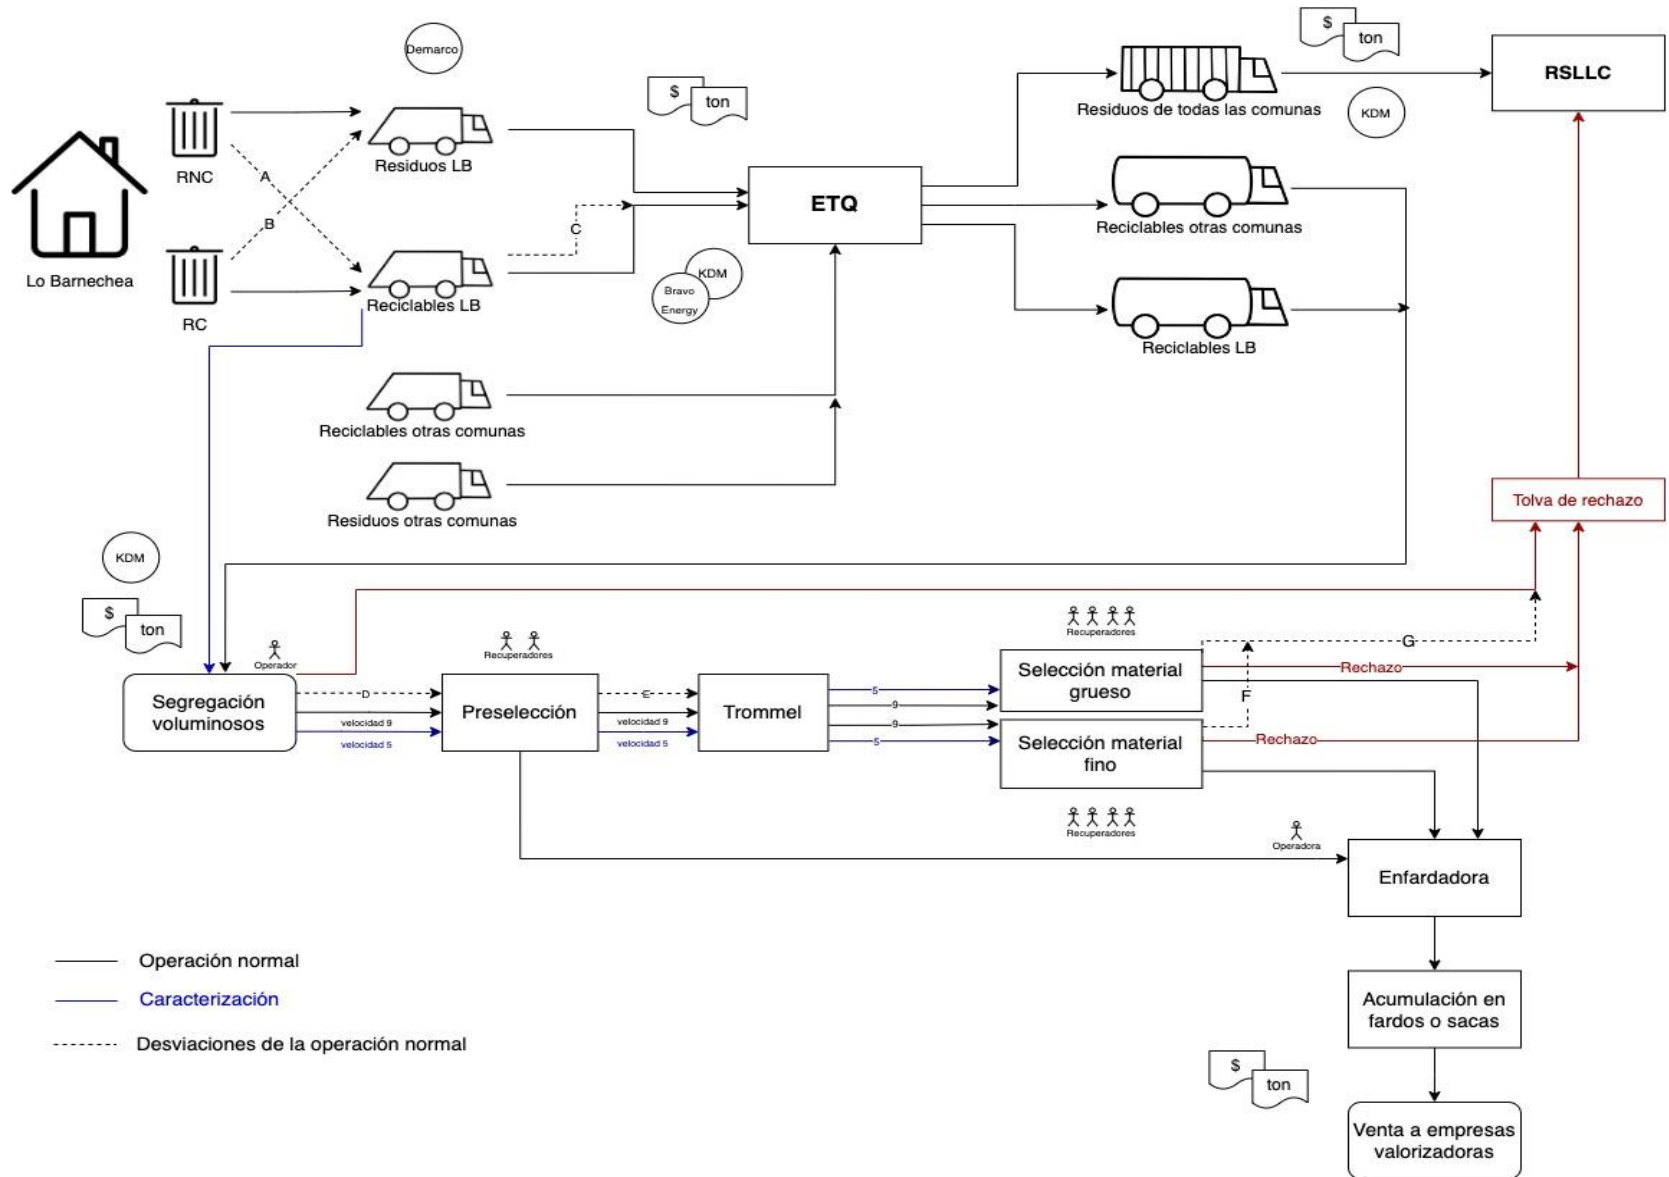 Demarco
$
ton
$
ton
RSLLC
KDM
Residuos de todas las comunas
RNC
A
B
Residuos LB
ETQ
Reciclables otras comunas
C
KDM
Bravo
Energy
Lo Barnechea
RC
Reciclables LB
Reciclables LB
Reciclables otras comunas
Residuos otras comunas
Tolva de rechazo
KDM
$
ton
Operador
Recuperadores
Recuperadores
G
F
Segregación
voluminosos
D
velocidad 9
velocidad 5
Preselección
E
velocidad 9
velocidad 5
Trommel
5
9
9
5
Selección material
grueso
Rechazo
Selección material
fino
Rechazo
Recuperadores
Operadora
Enfardadora
Operación normal
Caracterización
Desviaciones de la operación normal
Acumulación en
fardos o sacas
$
ton
Venta a empresas
valorizadoras